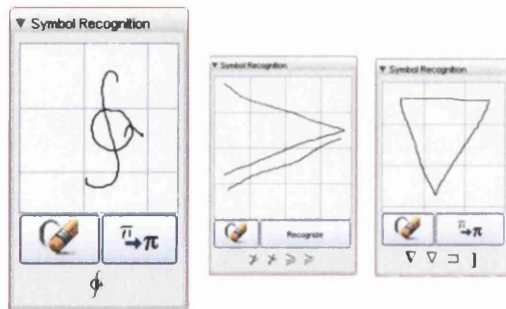 Symbol Recognition
π → π
∳
Symbol Recognition
Recognize
⊁ ⊁ ⩾ ⩾
Symbol Recognition
π → π
∇ ∇ ⊐ ]